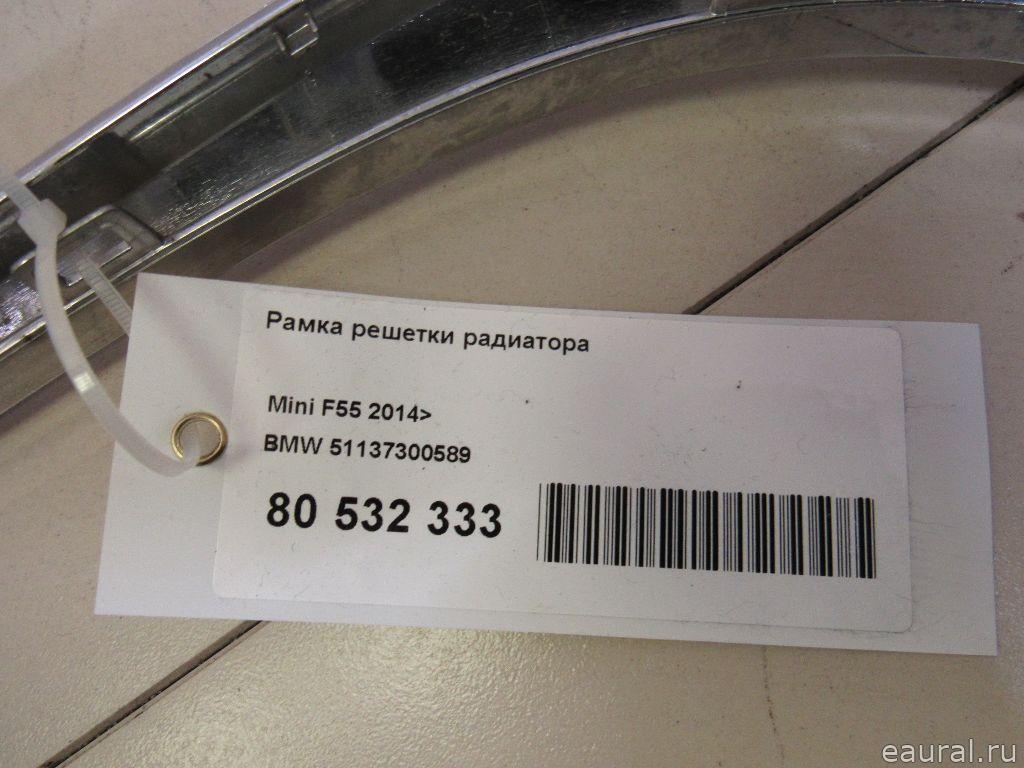 Рамка решетки радиатора
Mini F55 2014>
BMW 51137300589
80 532 333
eaural.ru